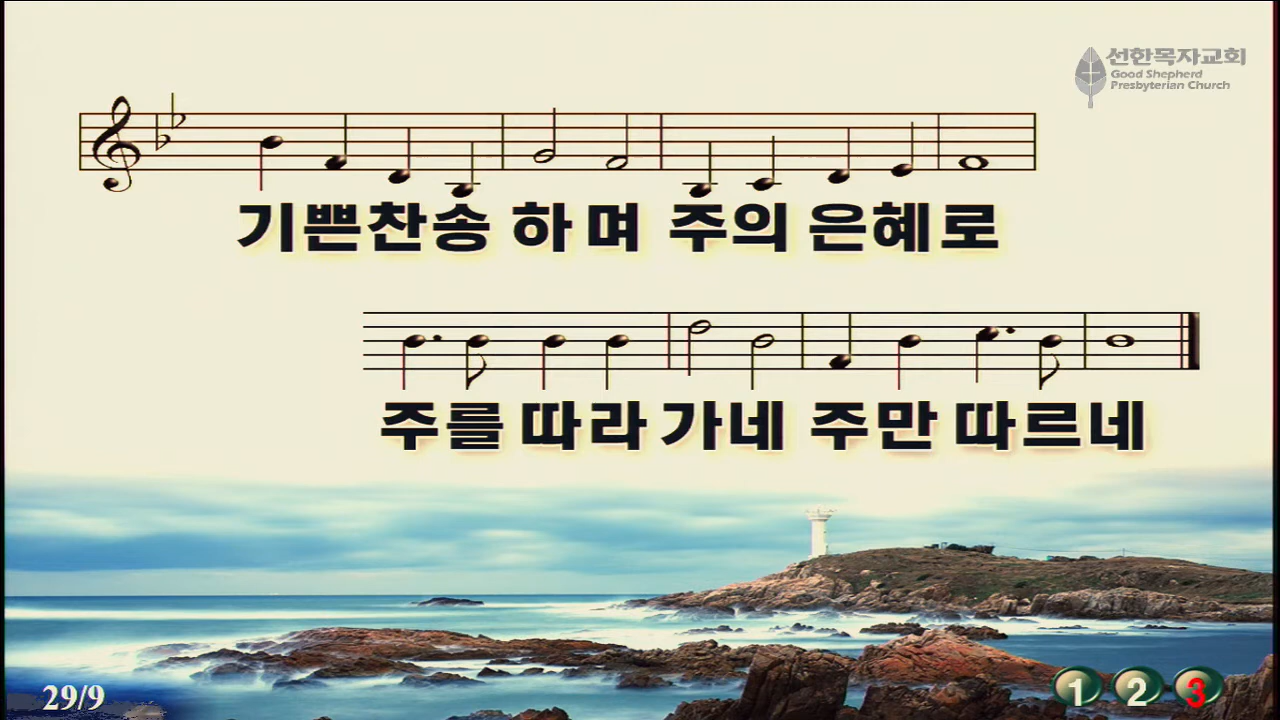 선한목자교회
Good Shepherd
Presbyterian Church
기쁜찬송 하며 주의 은혜로
주를 따라 가네 주만 따르네
29/9
1 2 3